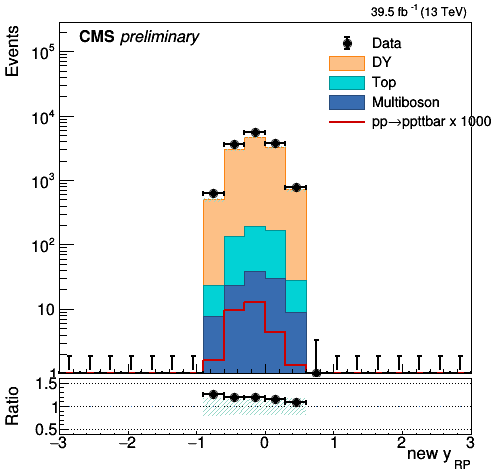 39.5 fb⁻¹ (13 TeV)
CMS preliminary
Events
Data
DY
Top
Multiboson
pp→ppttbar x 1000
10⁵
10⁴
10³
10²
10
1
Ratio
1.5
1
0.5
−3 −2 −1 0 1 2 3
new y_RP